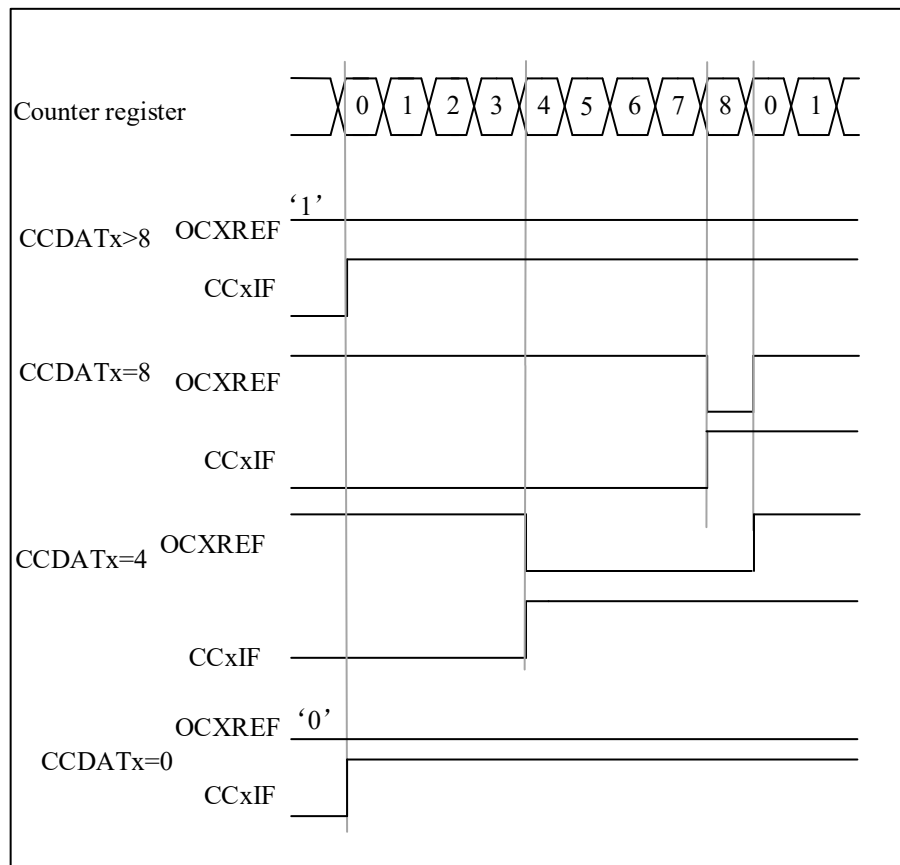 Counter register 0 1 2 3 4 5 6 7 8 0 1
‘1’
CCDATx>8 OCXREF
CCxIF
CCDATx=8 OCXREF
CCxIF
CCDATx=4 OCXREF
CCxIF
OCXREF ‘0’
CCDATx=0
CCxIF